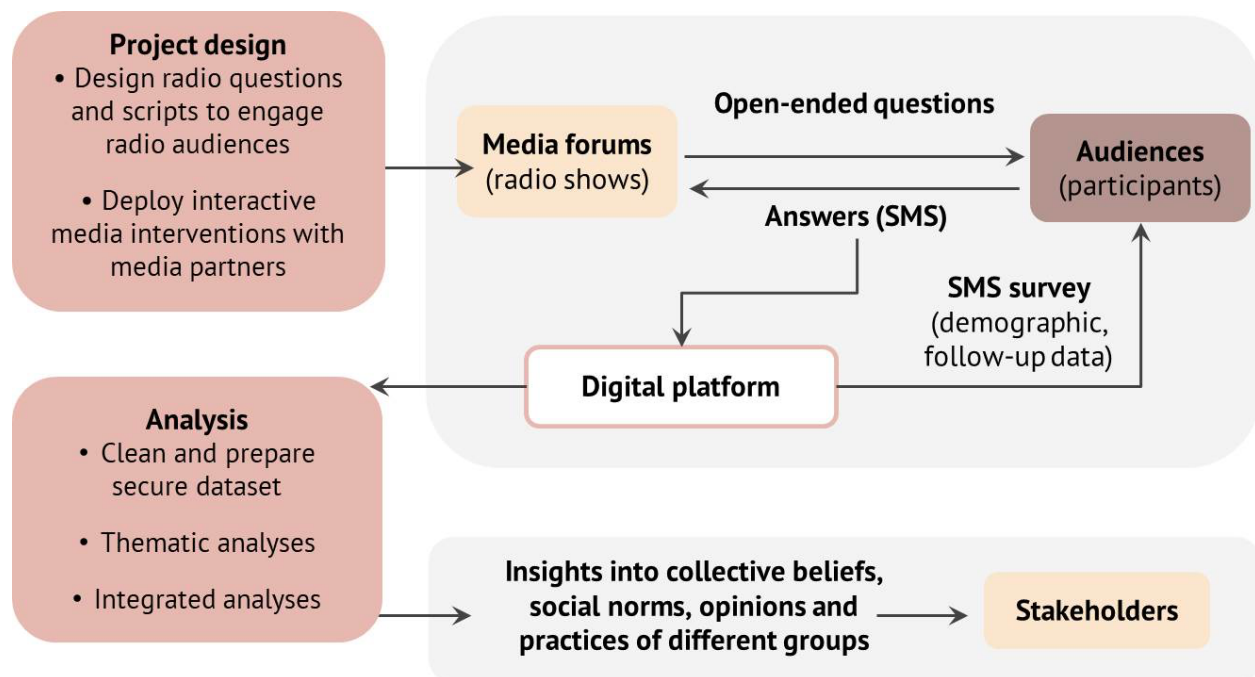 Project design
• Design radio questions
and scripts to engage
radio audiences
• Deploy interactive
media interventions with
media partners
Media forums
(radio shows)
Open-ended questions
Audiences
(participants)
Answers (SMS)
SMS survey
(demographic,
follow-up data)
Digital platform
Analysis
• Clean and prepare
secure dataset
• Thematic analyses
• Integrated analyses
Insights into collective beliefs,
social norms, opinions and
practices of different groups
Stakeholders